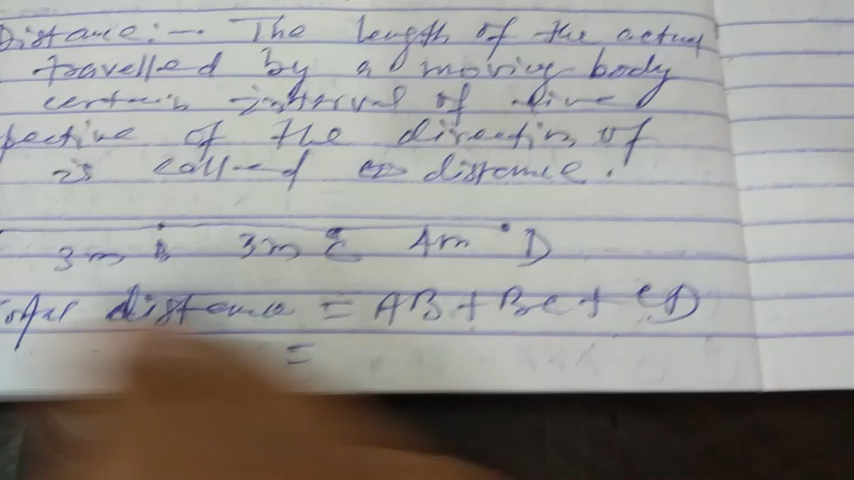 Distance :- The length of the actual
travelled by a moving body
certain interval of time
pective of the direction of
is called distance.
3m B 3m C 4m D
Total distance = AB + BC + CD
=